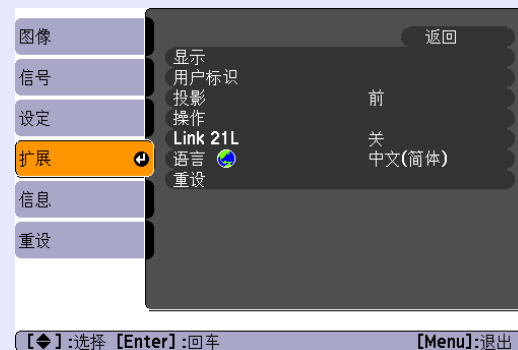 图像
信号
设定
扩展
信息
重设
返回
显示
用户标识
投影 前
操作
Link 21L 关
语言 中文(简体)
重设
[◆]:选择 [Enter]:回车 [Menu]:退出